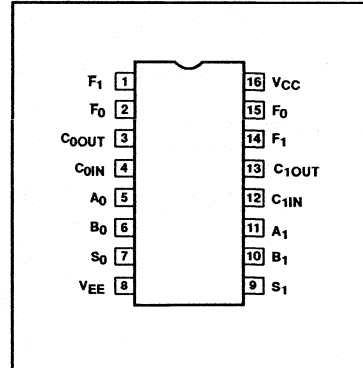 F1 1 16 VCC
F0 2 15 F0
C0OUT 3 14 F1
C0IN 4 13 C1OUT
A0 5 12 C1IN
B0 6 11 A1
S0 7 10 B1
VEE 8 9 S1